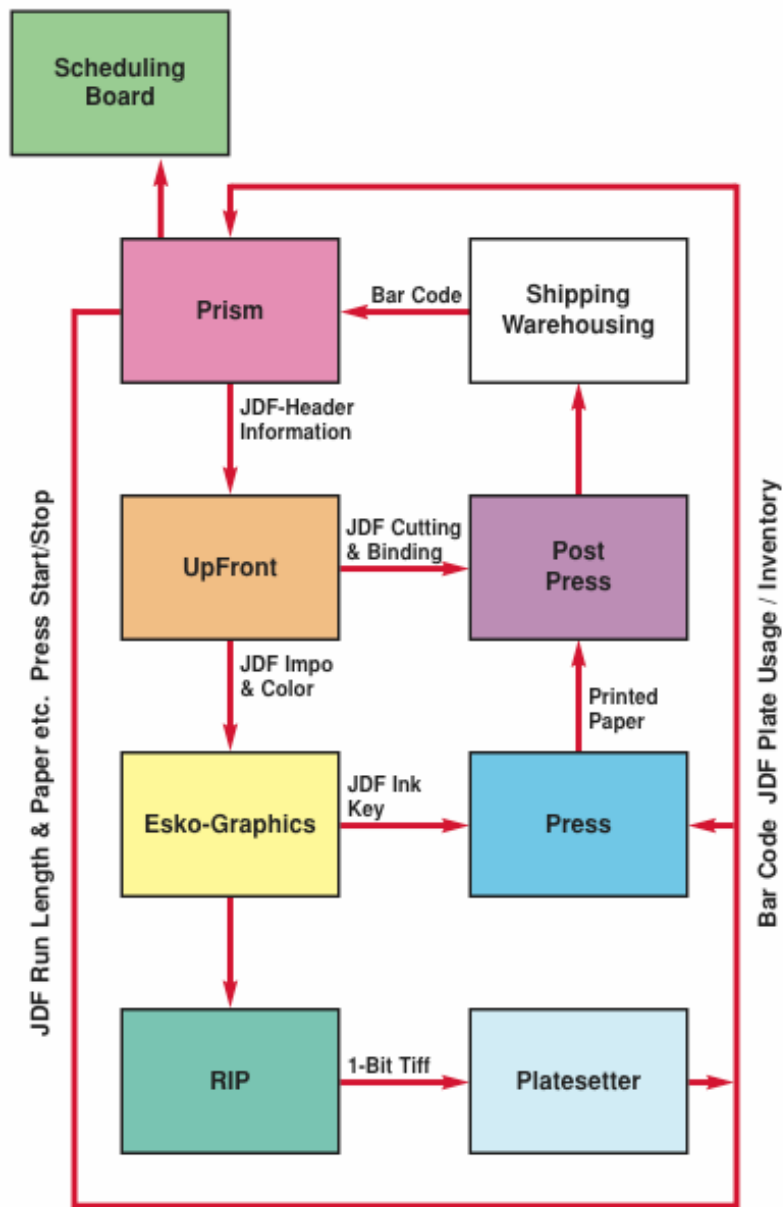 Scheduling
Board
Prism
Bar Code
Shipping
Warehousing
JDF-Header
Information
UpFront
JDF Cutting
& Binding
Post
Press
JDF Impo
& Color
Printed
Paper
Esko-Graphics
JDF Ink
Key
Press
RIP
1-Bit Tiff
Platesetter
JDF Run Length & Paper etc. Press Start/Stop
Bar Code JDF Plate Usage / Inventory